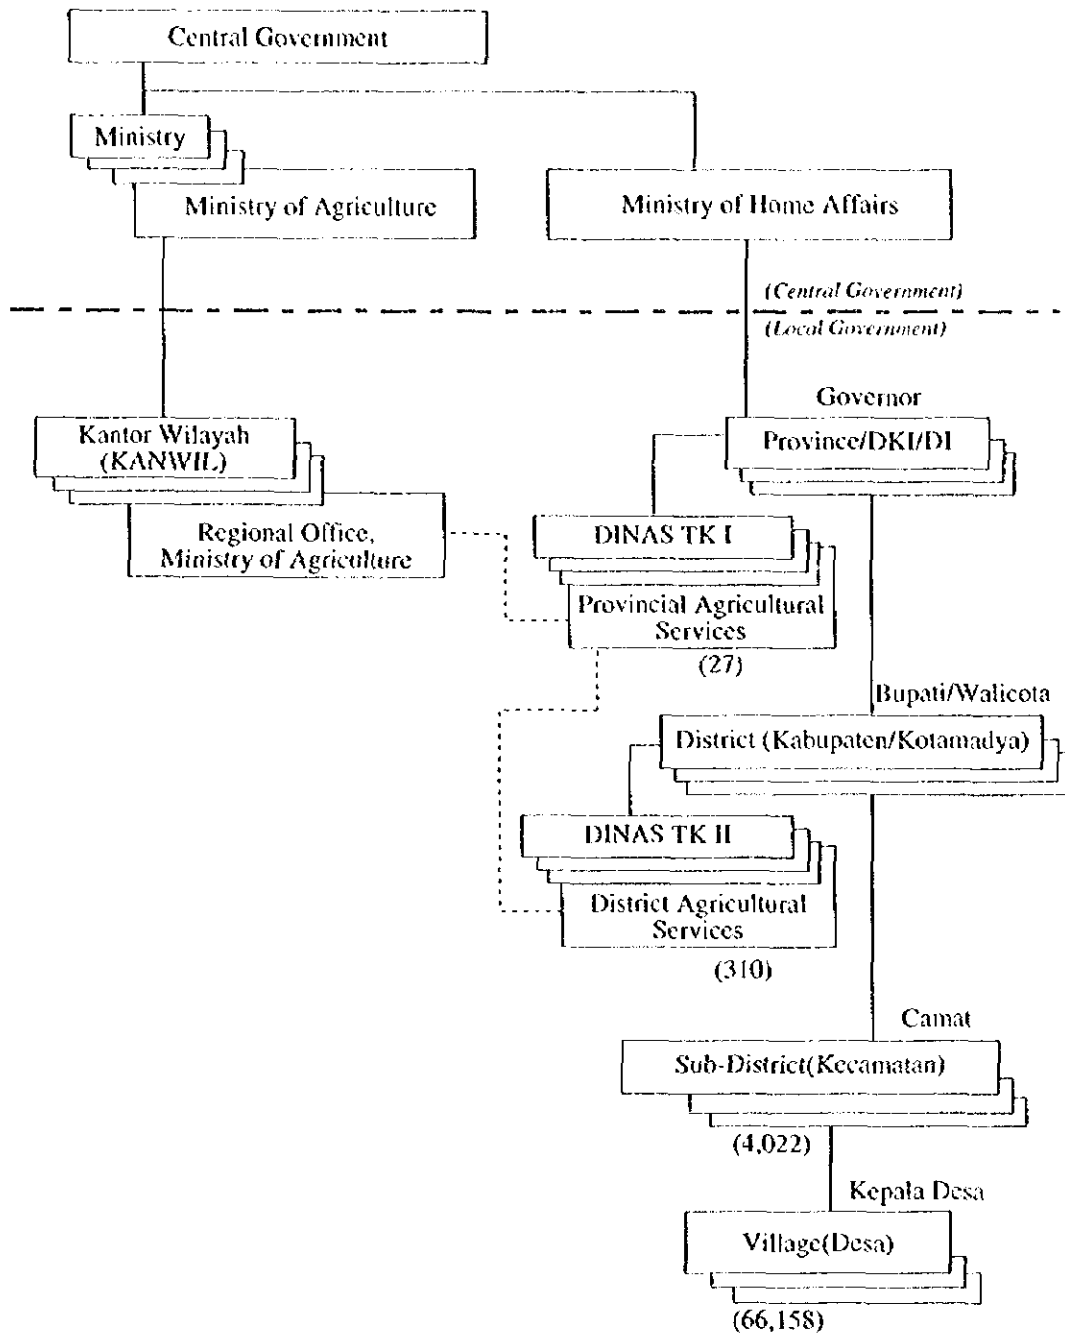 Central Government
Ministry
Ministry of Agriculture
Ministry of Home Affairs
(Central Government)
(Local Government)
Governor
Kantor Wilayah
(KANWIL)
Province/DKI/DI
Regional Office,
Ministry of Agriculture
DINAS TK I
Provincial Agricultural
Services
(27)
Bupati/Walicota
District (Kabupaten/Kotamadya)
DINAS TK II
District Agricultural
Services
(310)
Camat
Sub-District(Kecamatan)
(4,022)
Kepala Desa
Village(Desa)
(66,158)